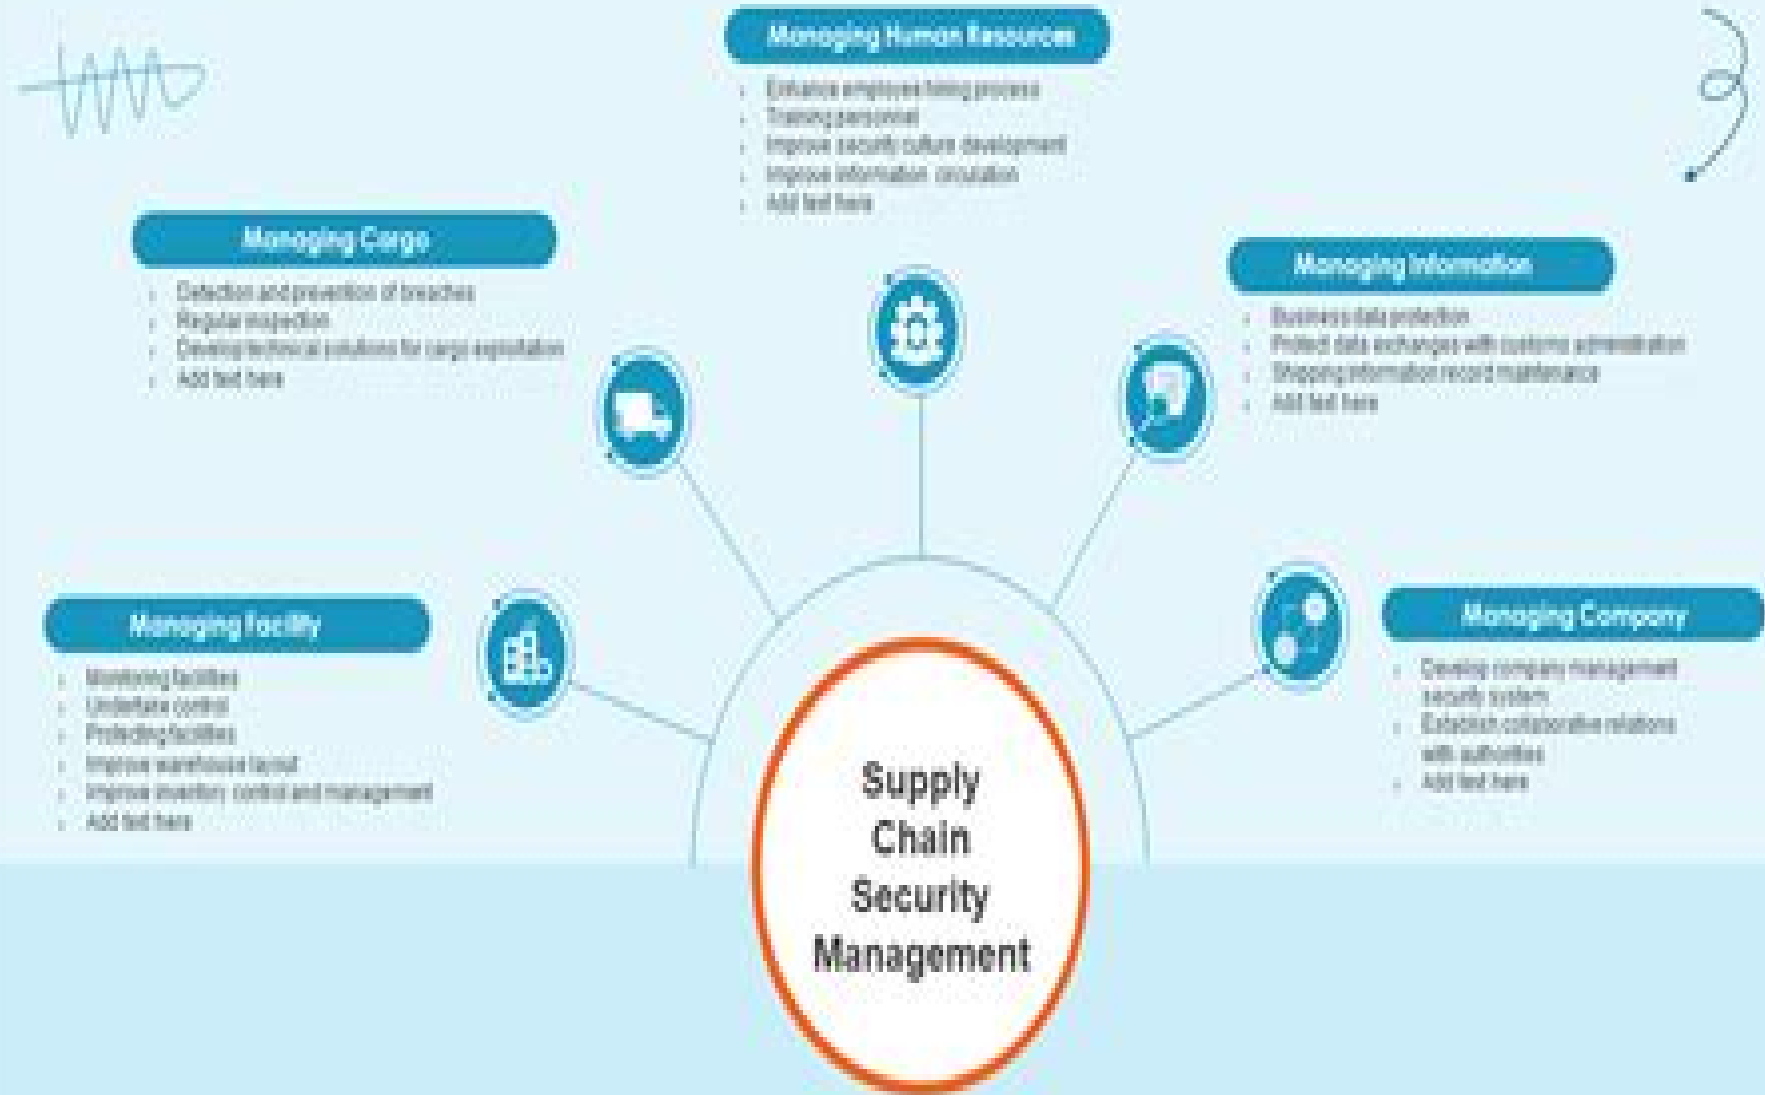 Managing Human Resources
Enhance employee hiring process
Training personnel
Improve security culture development
Improve information circulation
Add text here
Managing Cargo
Detection and prevention of breaches
Regular inspection
Develop technical solutions for cargo exploitation
Add text here
Managing Information
Business data protection
Protect data exchanges with customs administration
Shipping information record maintenance
Add text here
Managing Facility
Monitoring facilities
Undertake control
Protecting facilities
Improve warehouse layout
Improve inventory control and management
Add text here
Managing Company
Develop company management
security system
Establish collaborative relations
with authorities
Add text here
Supply
Chain
Security
Management